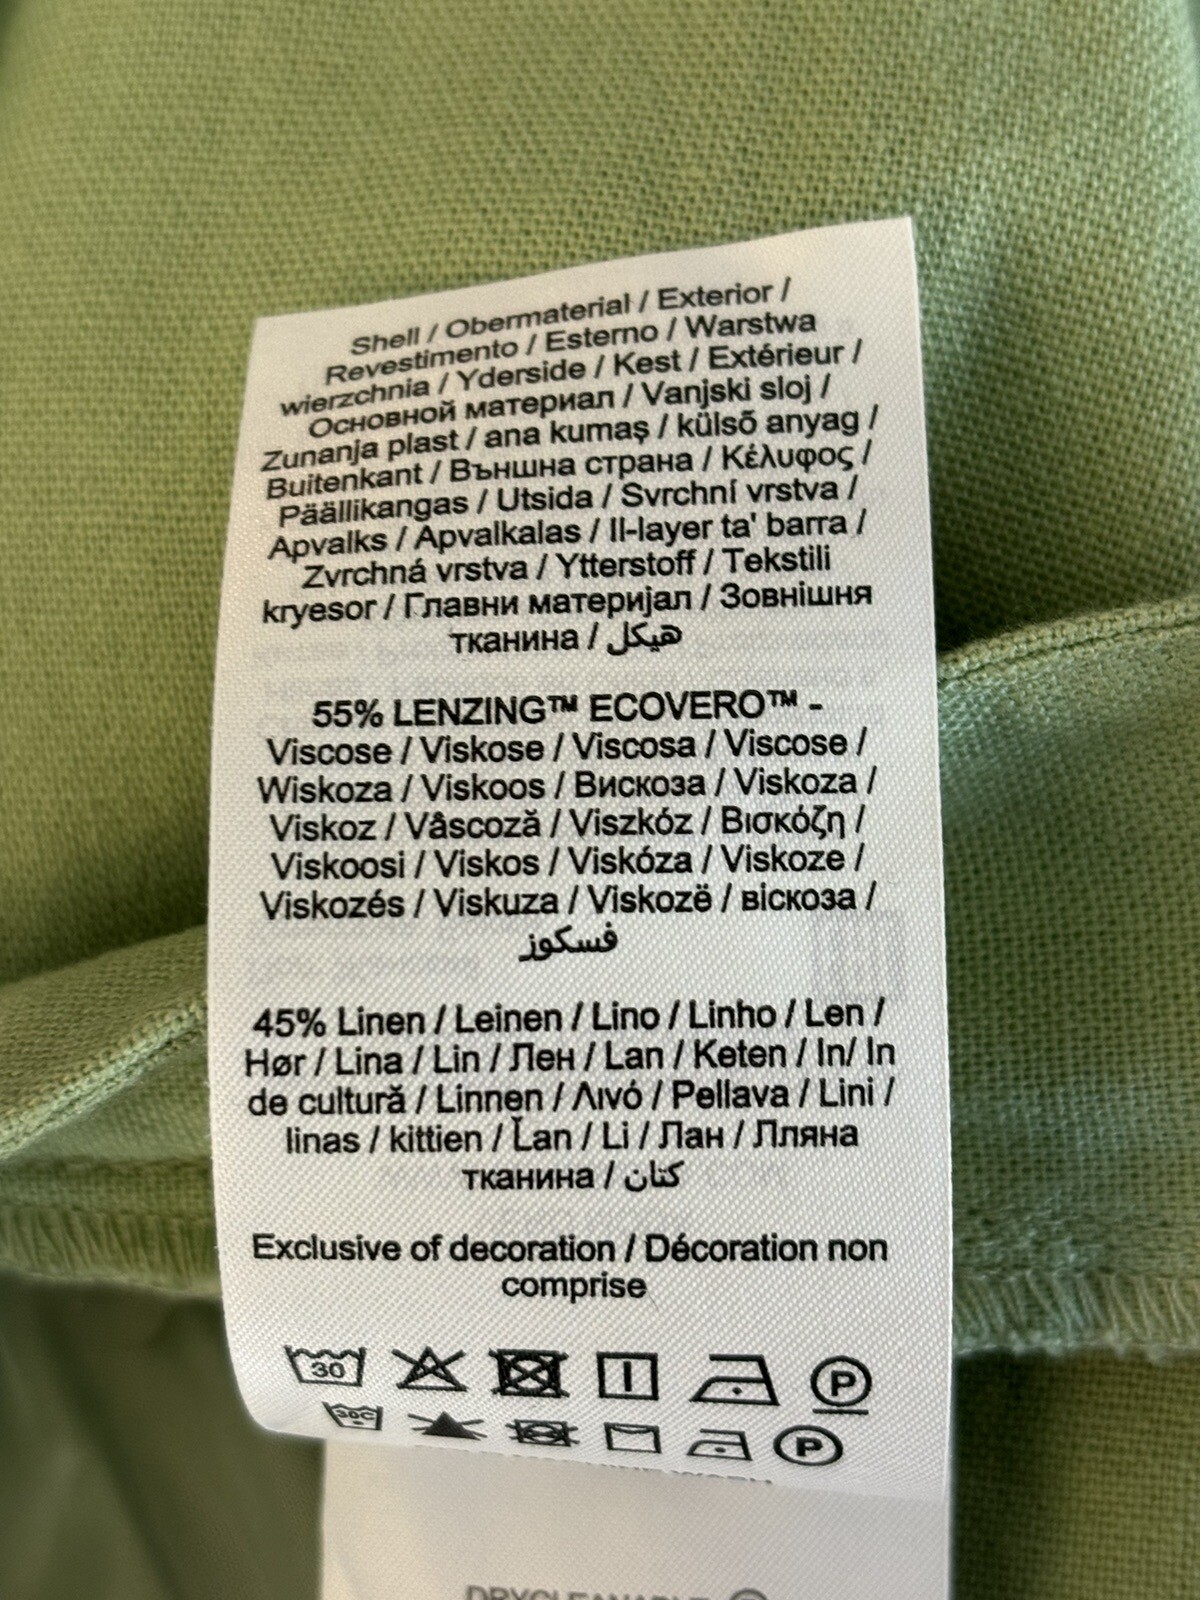 Shell / Obermaterial / Exterior /
Revestimento / Esterno / Warstwa
wierzchnia / Yderside / Kest / Extérieur /
Основной материал / Vanjski sloj /
Zunanja plast / ana kumaş / külső anyag /
Buitenkant / Външна страна / Κέλυφος /
Päällikangas / Utsida / Svrchní vrstva /
Apvalks / Apvalkalas / Il-layer ta' barra /
Zvrchná vrstva / Ytterstoff / Tekstili
kryesor / Главни материјал / Зовнішня
тканина / هيكل
55% LENZING™ ECOVERO™ -
Viscose / Viskose / Viscosa / Viscose /
Wiskoza / Viskoos / Вискоза / Viskoza /
Viskoz / Vâscoză / Viszkóz / Βισκόζη /
Viskoosi / Viskos / Viskóza / Viskoze /
Viskozés / Viskuza / Viskozë / віскоза /
فسكوز
45% Linen / Leinen / Lino / Linho / Len /
Hør / Lina / Lin / Лен / Lan / Keten / In/ In
de cultură / Linnen / Λινό / Pellava / Lini /
linas / kittien / Ľan / Li / Лан / Лляна
тканина / كتان
Exclusive of decoration / Décoration non
comprise
30 P
30C P
DRYCLEANABLE